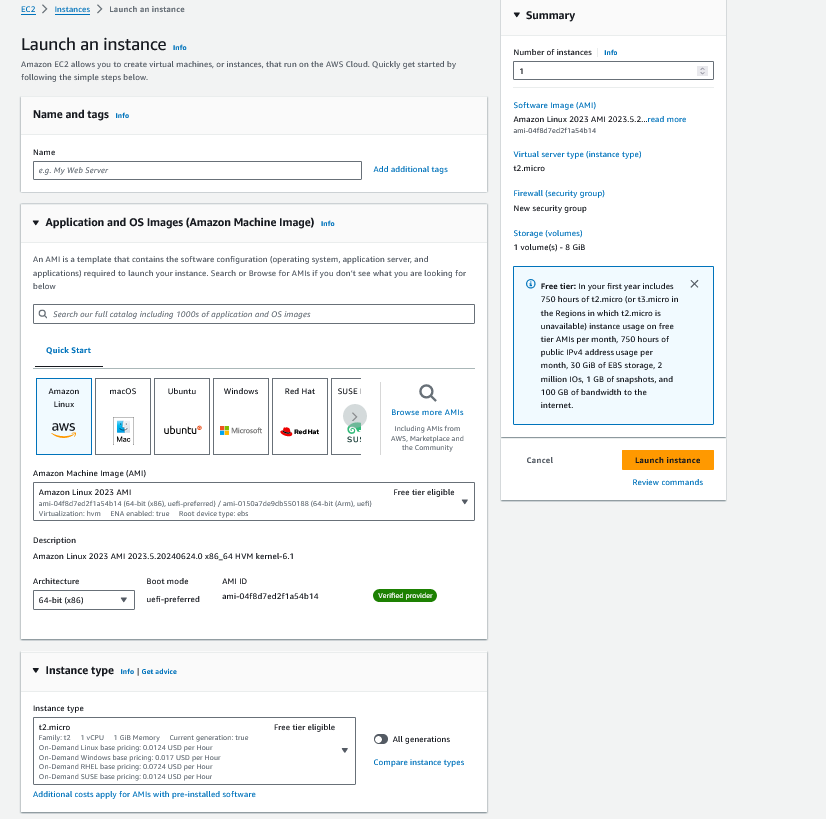 EC2 > Instances > Launch an instance
Launch an instance Info
Amazon EC2 allows you to create virtual machines, or instances, that run on the AWS Cloud. Quickly get started by
following the simple steps below.
Name and tags Info
Name
e.g. My Web Server
Add additional tags
Application and OS Images (Amazon Machine Image) Info
An AMI is a template that contains the software configuration (operating system, application server, and
applications) required to launch your instance. Search or Browse for AMIs if you don't see what you are looking for
below
Search our full catalog including 1000s of application and OS images
Quick Start
Amazon
Linux
aws
macOS
Mac
Ubuntu
ubuntu®
Windows
Microsoft
Red Hat
Red Hat
SUSE
SUS
Browse more AMIs
Including AMIs from
AWS, Marketplace and
the Community
Amazon Machine Image (AMI)
Amazon Linux 2023 AMI
Free tier eligible
ami-04f8d7ed2f1a54b14 (64-bit (x86), uefi-preferred) / ami-0150a7de9db550188 (64-bit (Arm), uefi)
Virtualization: hvm ENA enabled: true Root device type: ebs
Description
Amazon Linux 2023 AMI 2023.5.20240624.0 x86_64 HVM kernel-6.1
Architecture
64-bit (x86)
Boot mode
uefi-preferred
AMI ID
ami-04f8d7ed2f1a54b14
Verified provider
Instance type Info | Get advice
Instance type
t2.micro
Free tier eligible
Family: t2 1 vCPU 1 GiB Memory Current generation: true
On-Demand Linux base pricing: 0.0124 USD per Hour
On-Demand Windows base pricing: 0.017 USD per Hour
On-Demand RHEL base pricing: 0.0724 USD per Hour
On-Demand SUSE base pricing: 0.0124 USD per Hour
All generations
Compare instance types
Additional costs apply for AMIs with pre-installed software
Summary
Number of instances | Info
1
Software Image (AMI)
Amazon Linux 2023 AMI 2023.5.2...read more
ami-04f8d7ed2f1a54b14
Virtual server type (instance type)
t2.micro
Firewall (security group)
New security group
Storage (volumes)
1 volume(s) - 8 GiB
Free tier: In your first year includes
750 hours of t2.micro (or t3.micro in
the Regions in which t2.micro is
unavailable) instance usage on free
tier AMIs per month, 750 hours of
public IPv4 address usage per
month, 30 GiB of EBS storage, 2
million IOs, 1 GB of snapshots, and
100 GB of bandwidth to the
internet.
Cancel
Launch instance
Review commands